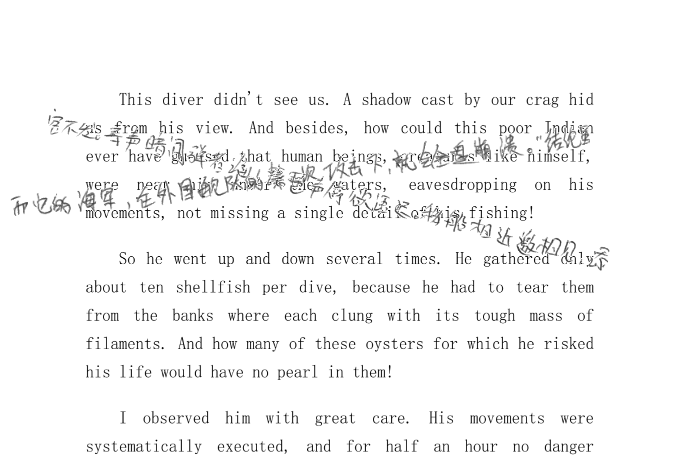 This diver didn't see us. A shadow cast by our crag hid
us from his view. And besides, how could this poor Indian
ever have guessed that human beings, creatures like himself,
were near him under the waters, eavesdropping on his
movements, not missing a single detail of his fishing!
So he went up and down several times. He gathered only
about ten shellfish per dive, because he had to tear them
from the banks where each clung with its tough mass of
filaments. And how many of these oysters for which he risked
his life would have no pearl in them!
I observed him with great care. His movements were
systematically executed, and for half an hour no danger